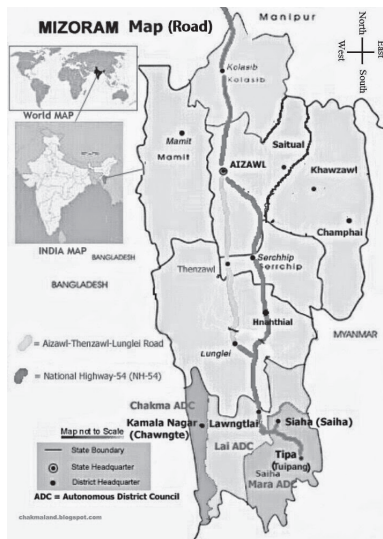 MIZORAM Map (Road)
Manipur
North
East
West
South
World MAP
INDIA MAP
BANGLADESH
BANGLADESH
Kolasib
Kolasib
Mamit
Mamit
AIZAWL
Saitual
Khawzawl
Champhai
Thenzawl
Serchhip
Serrchip
Hnahthial
MYANMAR
Lunglei
= Aizawl-Thenzawl-Lunglei Road
= National Highway-54 (NH-54)
Chakma ADC
Kamala Nagar
(Chawngte)
Lawngtlai
Siaha (Saiha)
Lai ADC
Tipa
(Tuipang)
Saiha
Mara ADC
Map not to Scale
State Boundary
State Headquarter
District Headquarter
ADC = Autonomous District Council
chakmaland.blogspot.com